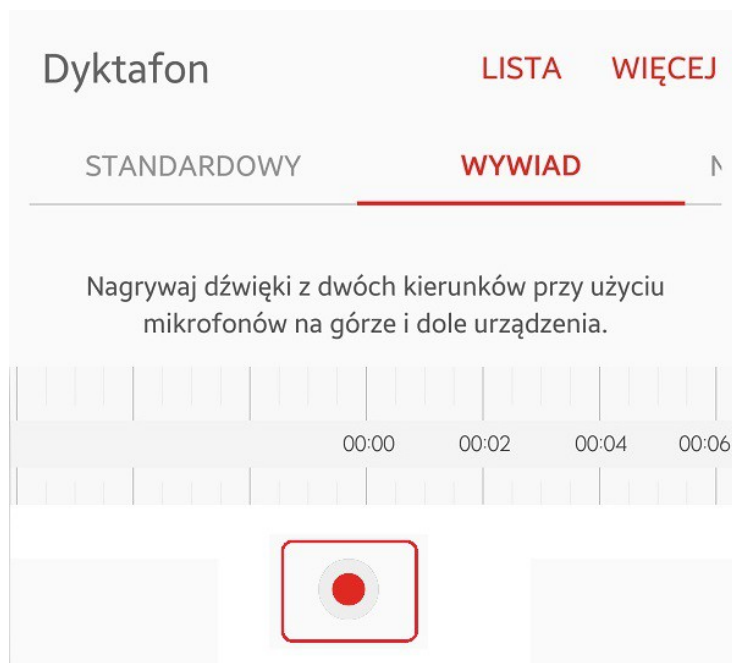 Dyktafon
LISTA
WIĘCEJ
STANDARDOWY
WYWIAD
Nagrywaj dźwięki z dwóch kierunków przy użyciu
mikrofonów na górze i dole urządzenia.
00:00 00:02 00:04 00:06